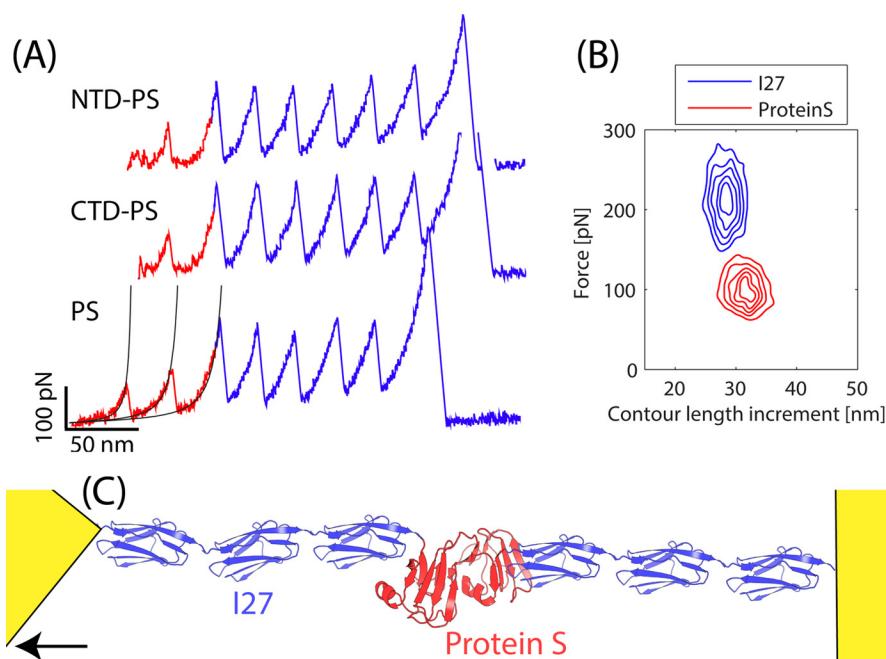 (A)
NTD-PS
CTD-PS
PS
100 pN
50 nm
(B)
I27
ProteinS
300
200
100
0
Force [pN]
20
30
40
50
Contour length increment [nm]
(C)
I27
Protein S